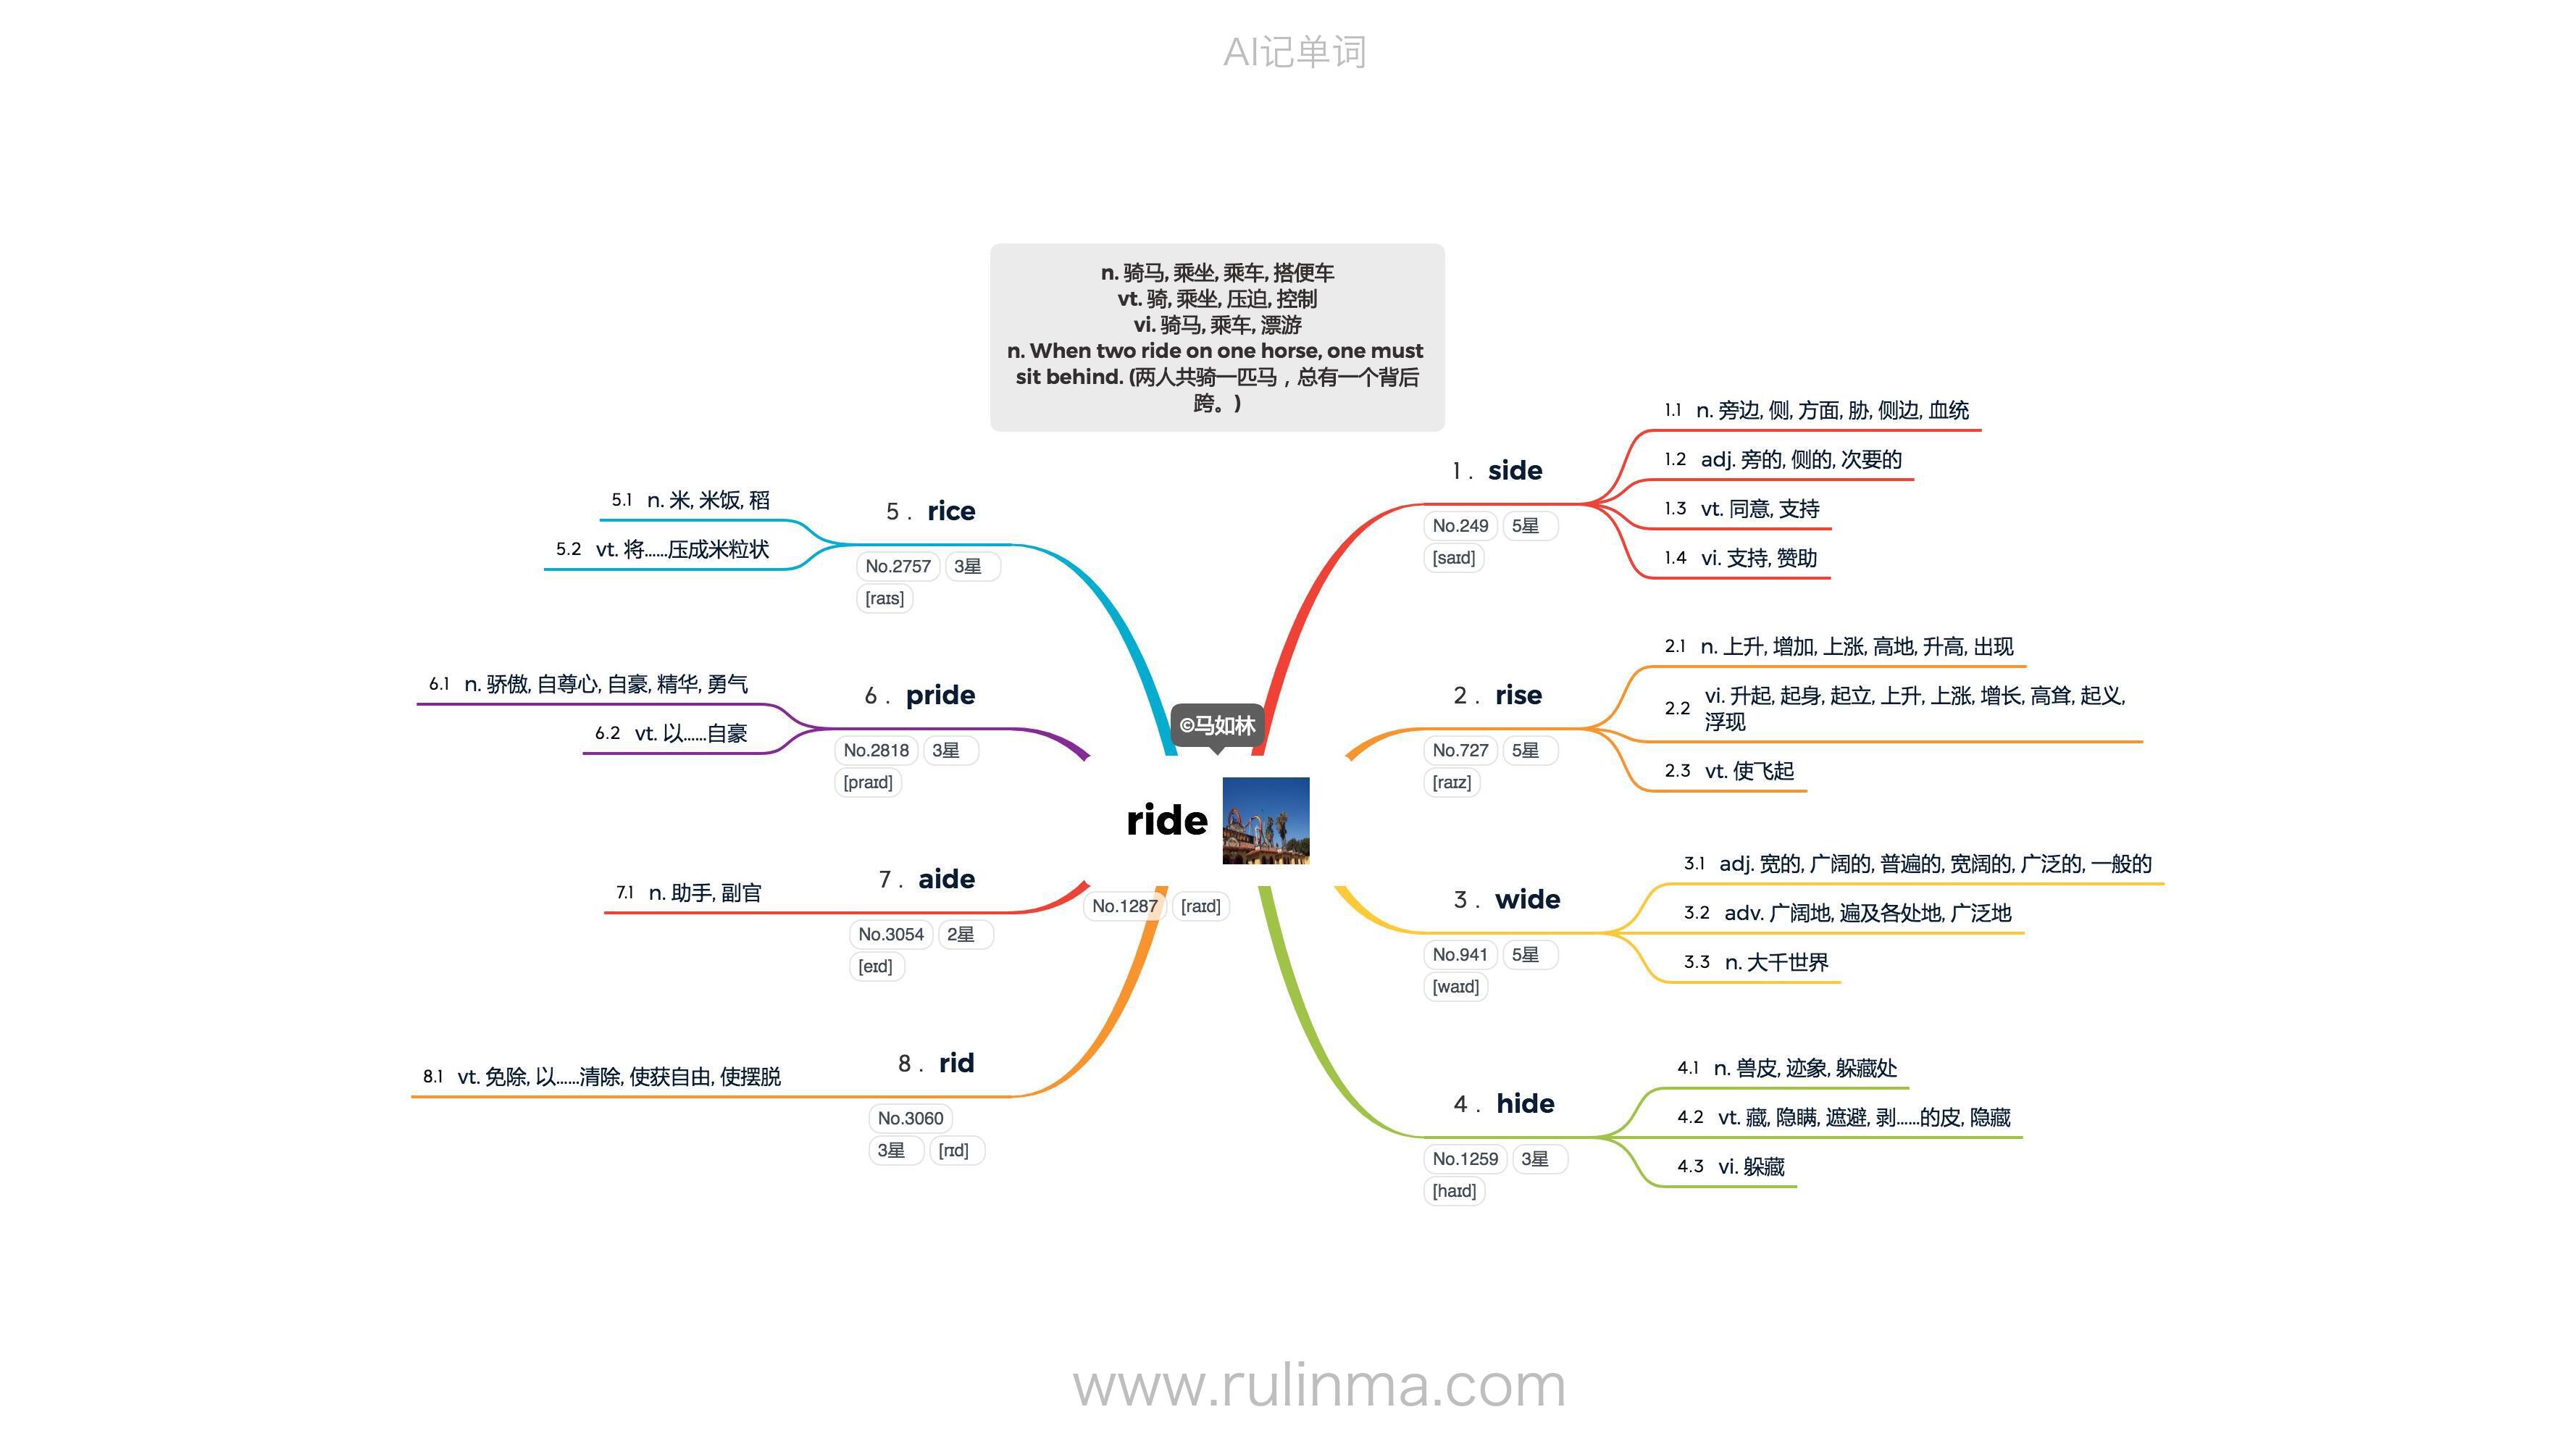 AI记单词
n. 骑马, 乘坐, 乘车, 搭便车
vt. 骑, 乘坐, 压迫, 控制
vi. 骑马, 乘车, 漂游
n. When two ride on one horse, one must
sit behind. (两人共骑一匹马，总有一个背后
跨。)
©马如林
ride
No.1287 [raɪd]
1. side
No.249 5星
[saɪd]
1.1 n. 旁边, 侧, 方面, 胁, 侧边, 血统
1.2 adj. 旁的, 侧的, 次要的
1.3 vt. 同意, 支持
1.4 vi. 支持, 赞助
2. rise
No.727 5星
[raɪz]
2.1 n. 上升, 增加, 上涨, 高地, 升高, 出现
2.2 vi. 升起, 起身, 起立, 上升, 上涨, 增长, 高耸, 起义,
浮现
2.3 vt. 使飞起
3. wide
No.941 5星
[waɪd]
3.1 adj. 宽的, 广阔的, 普遍的, 宽阔的, 广泛的, 一般的
3.2 adv. 广阔地, 遍及各处地, 广泛地
3.3 n. 大千世界
4. hide
No.1259 3星
[haɪd]
4.1 n. 兽皮, 迹象, 躲藏处
4.2 vt. 藏, 隐瞒, 遮避, 剥……的皮, 隐藏
4.3 vi. 躲藏
5. rice
No.2757 3星
[raɪs]
5.1 n. 米, 米饭, 稻
5.2 vt. 将……压成米粒状
6. pride
No.2818 3星
[praɪd]
6.1 n. 骄傲, 自尊心, 自豪, 精华, 勇气
6.2 vt. 以……自豪
7. aide
No.3054 2星
[eɪd]
7.1 n. 助手, 副官
8. rid
No.3060
3星 [rɪd]
8.1 vt. 免除, 以……清除, 使获自由, 使摆脱
www.rulinma.com